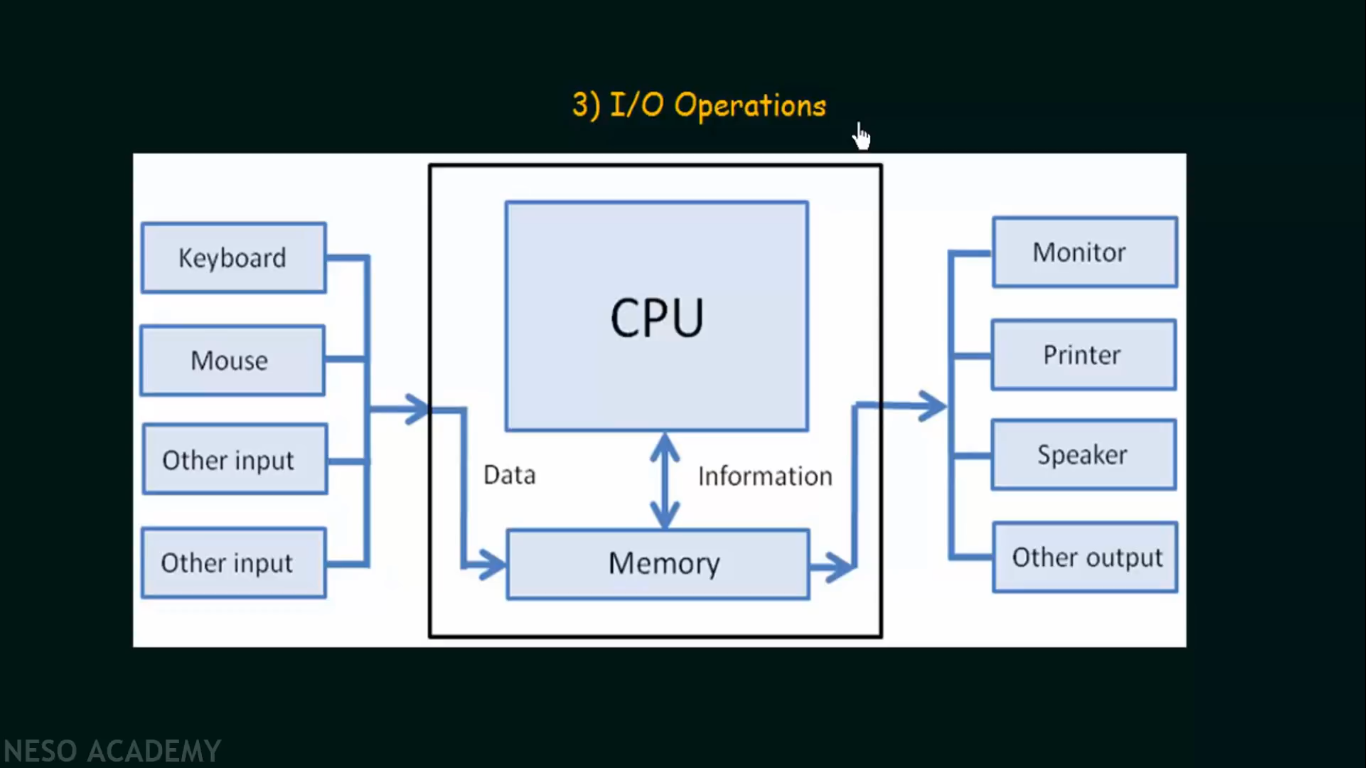 3) I/O Operations
Keyboard
Mouse
Other input
Other input
CPU
Data
Information
Memory
Monitor
Printer
Speaker
Other output
NESO ACADEMY